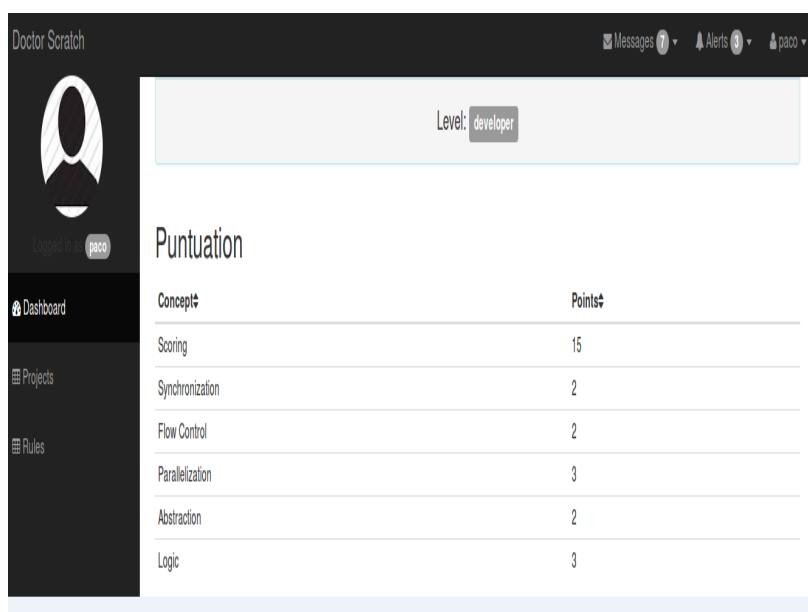 Doctor Scratch Messages 7 Alerts 3 paco
Level: developer
Logged in as paco
Puntuation
Dashboard
Concept Points
Scoring 15
Projects
Synchronization 2
Flow Control 2
Rules
Parallelization 3
Abstraction 2
Logic 3